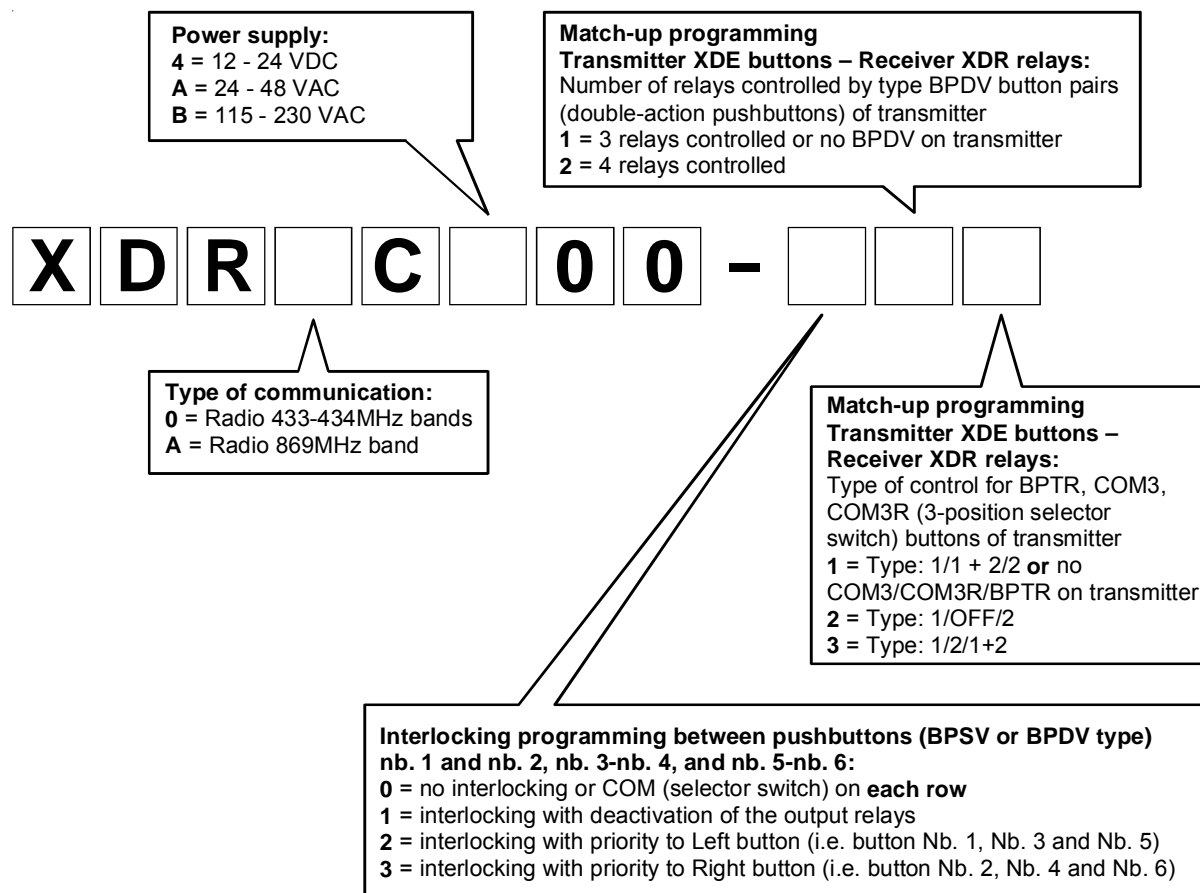 Power supply:
4 = 12 - 24 VDC
A = 24 - 48 VAC
B = 115 - 230 VAC
Match-up programming
Transmitter XDE buttons – Receiver XDR relays:
Number of relays controlled by type BPDV button pairs
(double-action pushbuttons) of transmitter
1 = 3 relays controlled or no BPDV on transmitter
2 = 4 relays controlled
X D R C 0 0 -
Type of communication:
0 = Radio 433-434MHz bands
A = Radio 869MHz band
Match-up programming
Transmitter XDE buttons –
Receiver XDR relays:
Type of control for BPTR, COM3,
COM3R (3-position selector
switch) buttons of transmitter
1 = Type: 1/1 + 2/2 or no
COM3/COM3R/BPTR on transmitter
2 = Type: 1/OFF/2
3 = Type: 1/2/1+2
Interlocking programming between pushbuttons (BPSV or BPDV type)
nb. 1 and nb. 2, nb. 3-nb. 4, and nb. 5-nb. 6:
0 = no interlocking or COM (selector switch) on each row
1 = interlocking with deactivation of the output relays
2 = interlocking with priority to Left button (i.e. button Nb. 1, Nb. 3 and Nb. 5)
3 = interlocking with priority to Right button (i.e. button Nb. 2, Nb. 4 and Nb. 6)